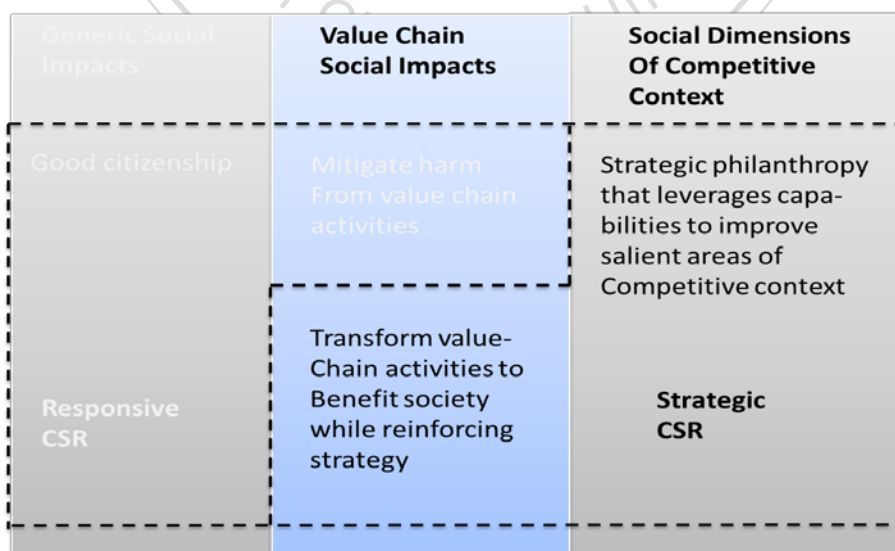 Generic Social
Impacts
Value Chain
Social Impacts
Social Dimensions
Of Competitive
Context
Good citizenship
Mitigate harm
From value chain
activities
Strategic philanthropy
that leverages capa-
bilities to improve
salient areas of
Competitive context
Transform value-
Chain activities to
Benefit society
while reinforcing
strategy
Responsive
CSR
Strategic
CSR